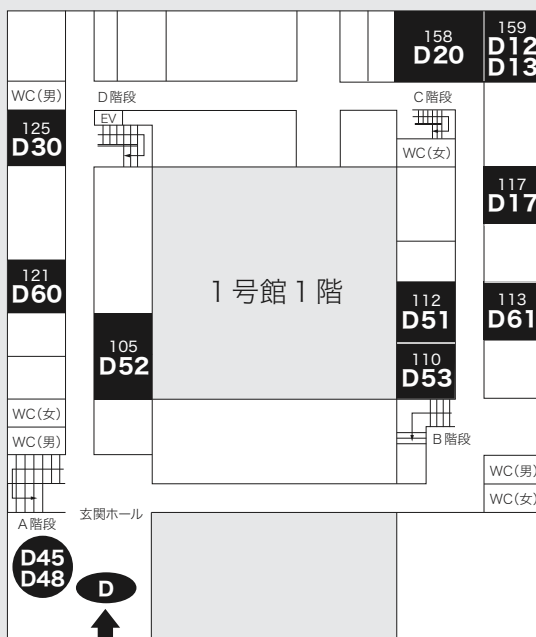 158
D20
159
D12
D13
WC（男）
D階段
C階段
EV
125
D30
WC（女）
117
D17
121
D60
1号館1階
112
D51
113
D61
105
D52
110
D53
WC（女）
WC（男）
B階段
WC（男）
WC（女）
玄関ホール
A階段
D45
D48
D